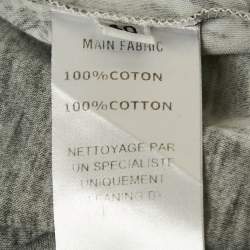 MAIN FABRIC
100%COTON
100%COTTON
NETTOYAGE PAR
UN SPECIALISTE
UNIQUEMENT